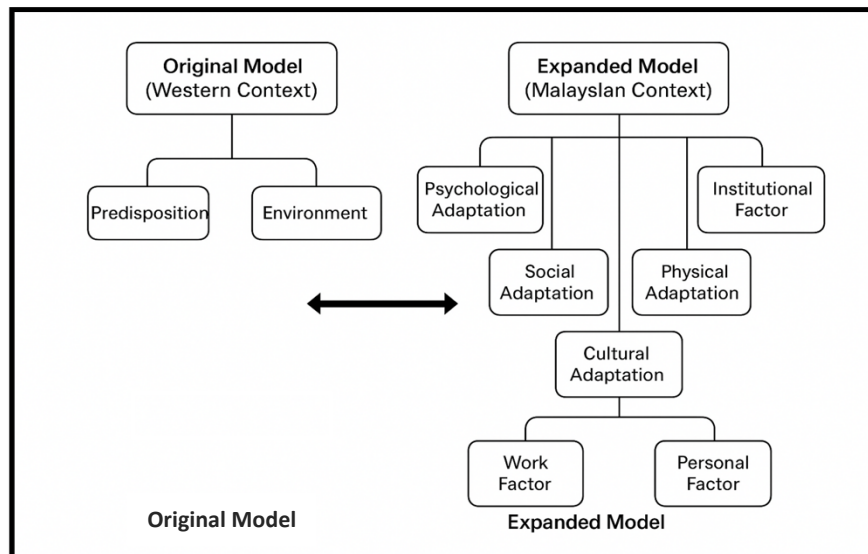 Original Model
(Western Context)
Predisposition
Environment
Expanded Model
(Malayslan Context)
Psychological
Adaptation
Institutional
Factor
Social
Adaptation
Physical
Adaptation
Cultural
Adaptation
Work
Factor
Personal
Factor
Original Model
Expanded Model